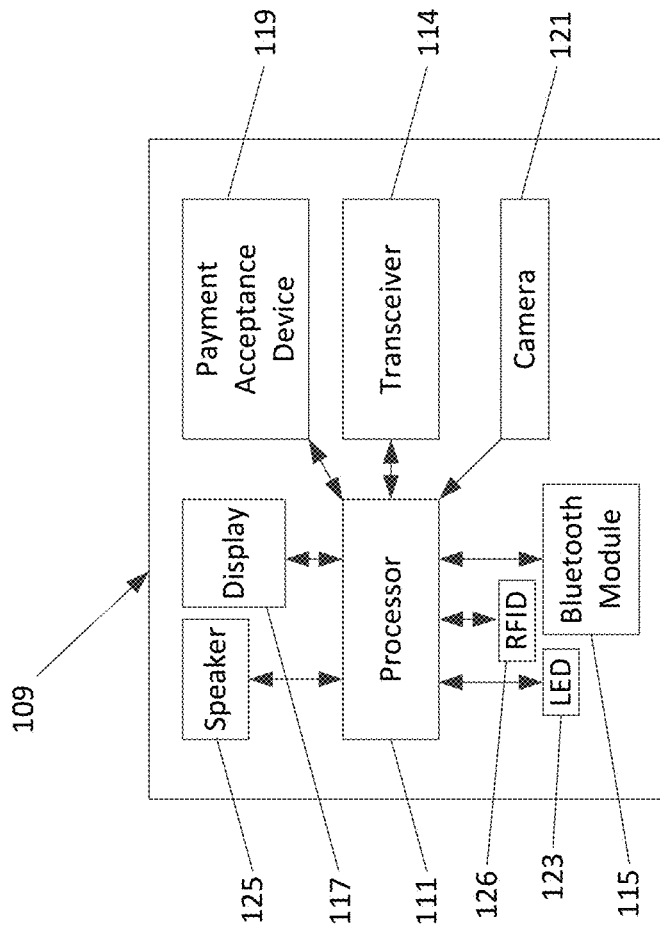 109
Speaker
Display
Payment
Acceptance
Device
Processor
Transceiver
LED
RFID
Bluetooth
Module
Camera
125
117
111
126
123
115
119
114
121